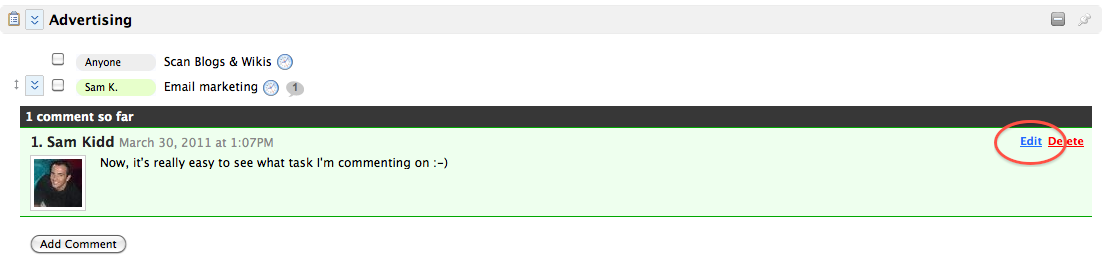 Advertising
Anyone Scan Blogs & Wikis
Sam K. Email marketing 1
1 comment so far
1. Sam Kidd March 30, 2011 at 1:07PM Edit Delete
Now, it's really easy to see what task I'm commenting on :-)
Add Comment